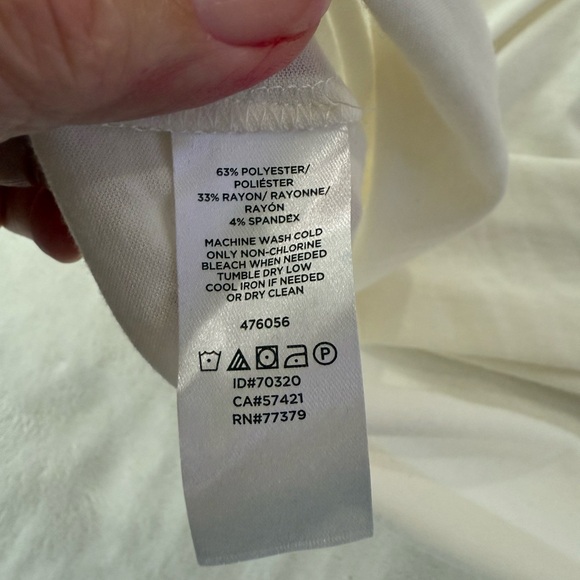 63% POLYESTER/
POLIÉSTER
33% RAYON/ RAYONNE/
RAYÓN
4% SPANDEX
MACHINE WASH COLD
ONLY NON-CHLORINE
BLEACH WHEN NEEDED
TUMBLE DRY LOW
COOL IRON IF NEEDED
OR DRY CLEAN
476056
P
ID#70320
CA#57421
RN#77379